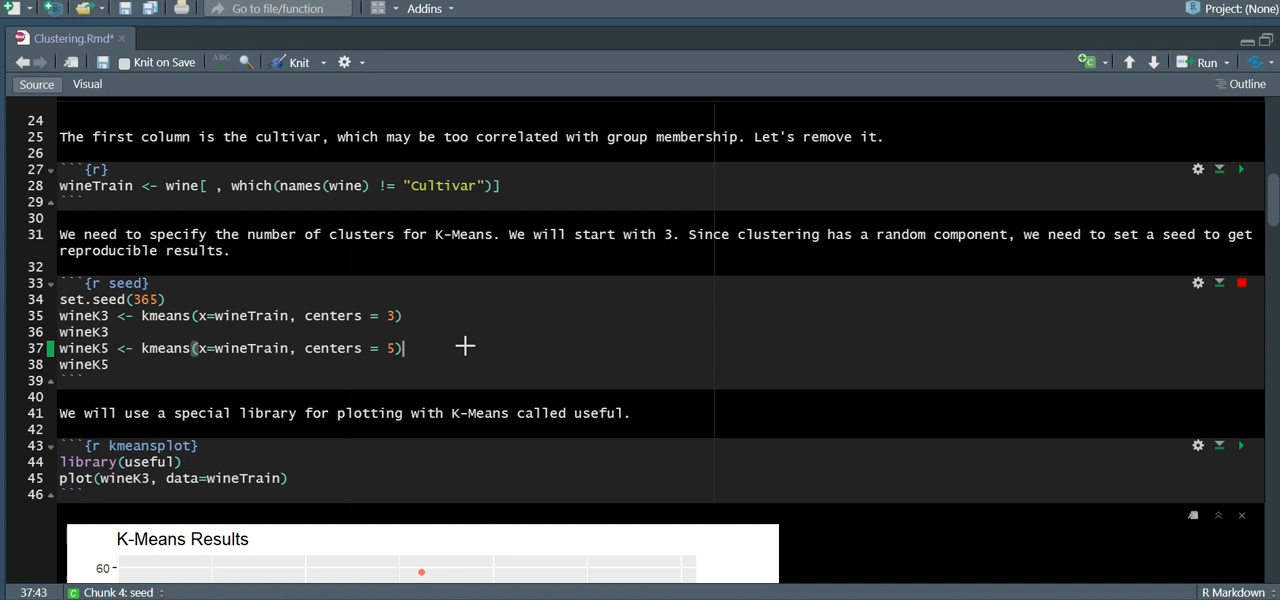 Go to file/function Addins Project: (None)
Clustering.Rmd*
Knit on Save ABC Knit Run
Source Visual Outline
24
25 The first column is the cultivar, which may be too correlated with group membership. Let's remove it.
26
27 ```{r}
28 wineTrain <- wine[ , which(names(wine) != "Cultivar")]
29 ```
30
31 We need to specify the number of clusters for K-Means. We will start with 3. Since clustering has a random component, we need to set a seed to get
reproducible results.
32
33 ```{r seed}
34 set.seed(365)
35 wineK3 <- kmeans(x=wineTrain, centers = 3)
36 wineK3
37 wineK5 <- kmeans(x=wineTrain, centers = 5)
38 wineK5
39 ```
40
41 We will use a special library for plotting with K-Means called useful.
42
43 ```{r kmeansplot}
44 library(useful)
45 plot(wineK3, data=wineTrain)
46 ```
K-Means Results
60
37:43 Chunk 4: seed R Markdown